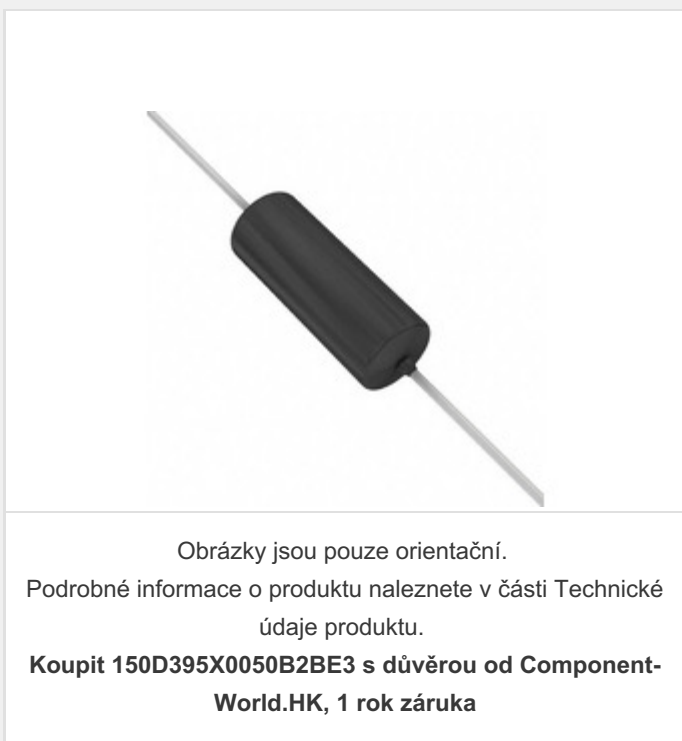 Obrázky jsou pouze orientační.
Podrobné informace o produktu naleznete v části Technické
údaje produktu.
Koupit 150D395X0050B2BE3 s důvěrou od Component-
World.HK, 1 rok záruka